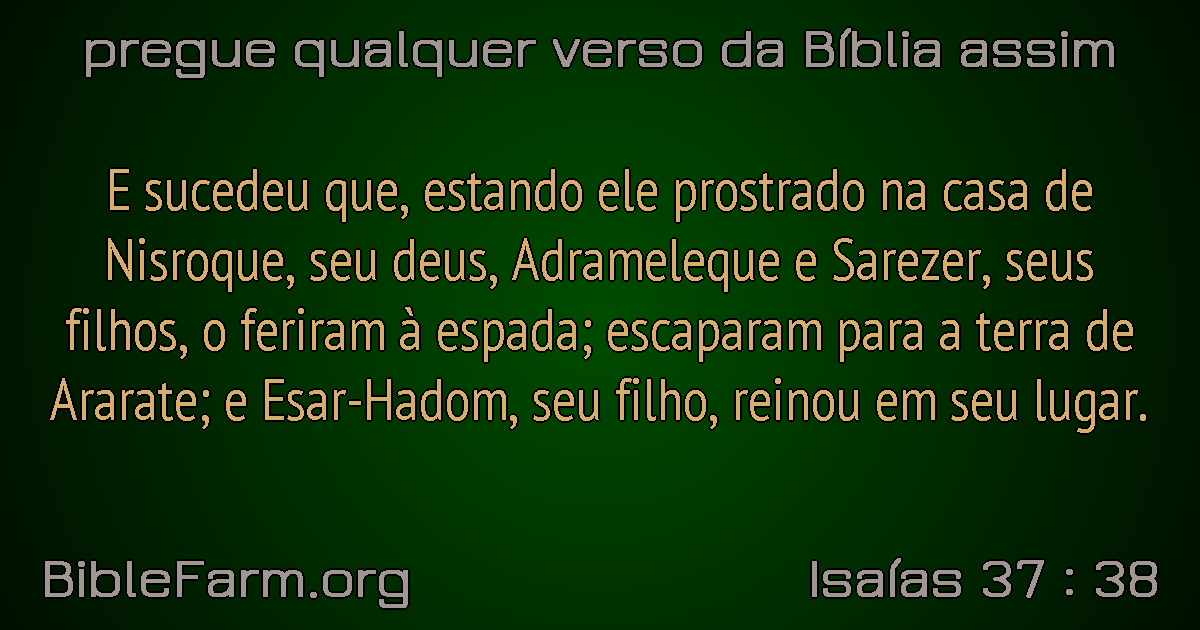 pregue qualquer verso da Bíblia assim
E sucedeu que, estando ele prostrado na casa de
Nisroque, seu deus, Adrameleque e Sarezer, seus
filhos, o feriram à espada; escaparam para a terra de
Ararate; e Esar-Hadom, seu filho, reinou em seu lugar.
BibleFarm.org
Isaías 37 : 38